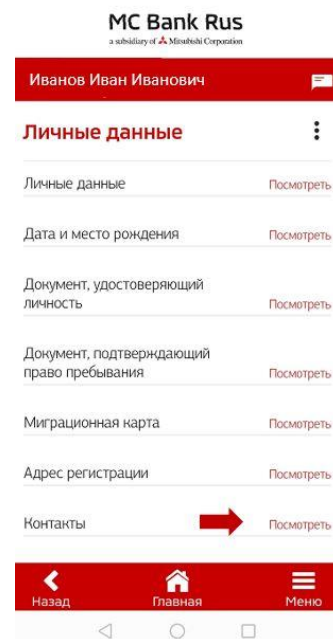 MC Bank Rus
a subsidiary of Mitsubishi Corporation
Иванов Иван Иванович
Личные данные
Личные данные Посмотреть
Дата и место рождения Посмотреть
Документ, удостоверяющий
личность Посмотреть
Документ, подтверждающий
право пребывания Посмотреть
Миграционная карта Посмотреть
Адрес регистрации Посмотреть
Контакты Посмотреть
Назад Главная Меню